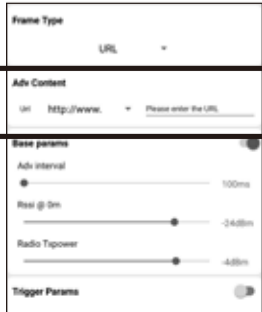 Frame Type
URL
Adv Content
Url http://www. Please enter the URL
Base params
Adv interval
100ms
Rssi @ 0m
-24dBm
Radio Txpower
-4dBm
Trigger Params